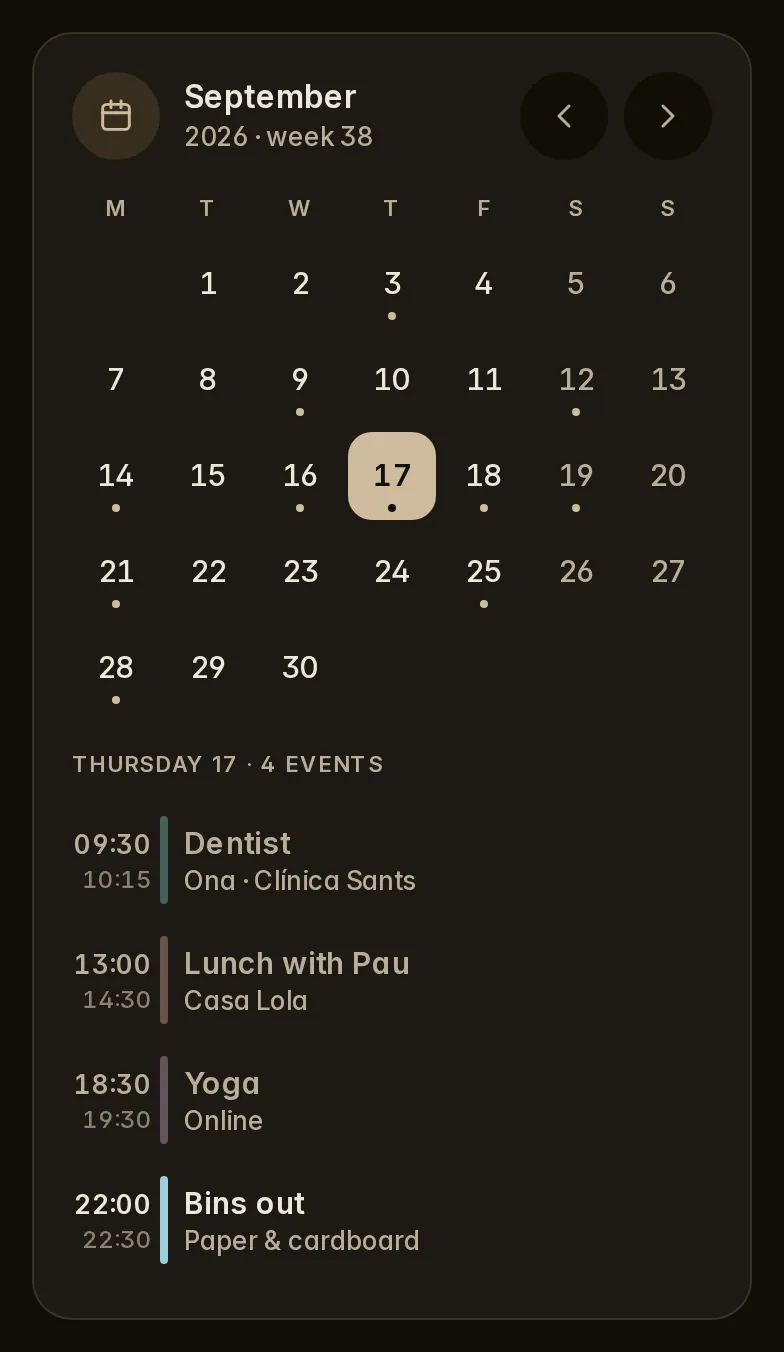 September
2026 · week 38
M T W T F S S
1 2 3 4 5 6
7 8 9 10 11 12 13
14 15 16 17 18 19 20
21 22 23 24 25 26 27
28 29 30
THURSDAY 17 · 4 EVENTS
09:30 Dentist
10:15 Ona · Clínica Sants
13:00 Lunch with Pau
14:30 Casa Lola
18:30 Yoga
19:30 Online
22:00 Bins out
22:30 Paper & cardboard